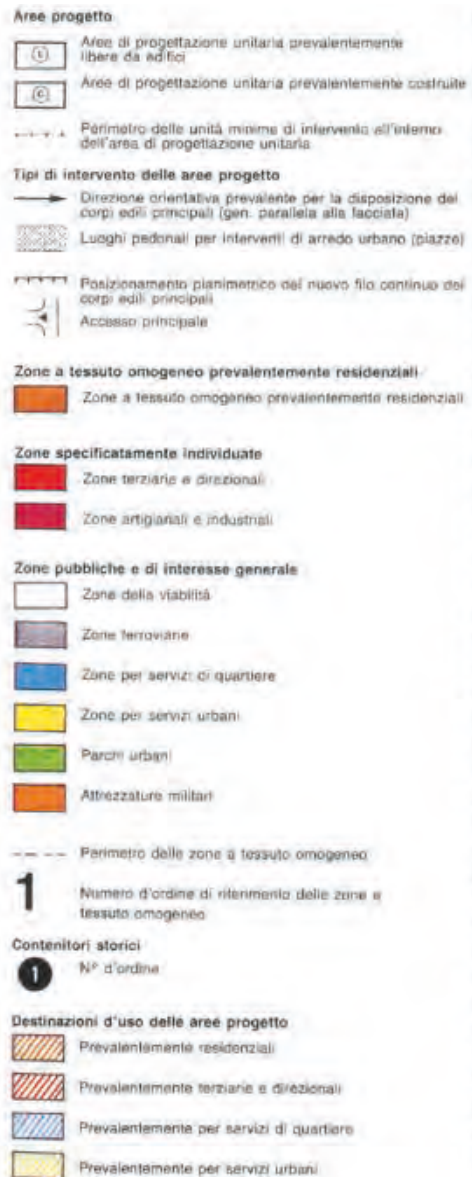 Aree progetto
L
Aree di progettazione unitaria prevalentemente
libere da edifici
C
Aree di progettazione unitaria prevalentemente costruite
Perimetro delle unità minime di intervento all'interno
dell'area di progettazione unitaria
Tipi di intervento delle aree progetto
Direzione orientativa prevalente per la disposizione dei
corpi edili principali (gen. parallela alla facciata)
Luoghi pedonali per interventi di arredo urbano (piazze)
Posizionamento planimetrico del nuovo filo continuo dei
corpi edili principali
Accesso principale
Zone a tessuto omogeneo prevalentemente residenziali
Zone a tessuto omogeneo prevalentemente residenziali
Zone specificatamente individuate
Zone terziarie e direzionali
Zone artigianali e industriali
Zone pubbliche e di interesse generale
Zone della viabilità
Zone ferroviarie
Zone per servizi di quartiere
Zone per servizi urbani
Parchi urbani
Attrezzature militari
Perimetro delle zone a tessuto omogeneo
1
Numero d'ordine di riferimento delle zone a
tessuto omogeneo
Contenitori storici
1
N° d'ordine
Destinazioni d'uso delle aree progetto
Prevalentemente residenziali
Prevalentemente terziarie e direzionali
Prevalentemente per servizi di quartiere
Prevalentemente per servizi urbani